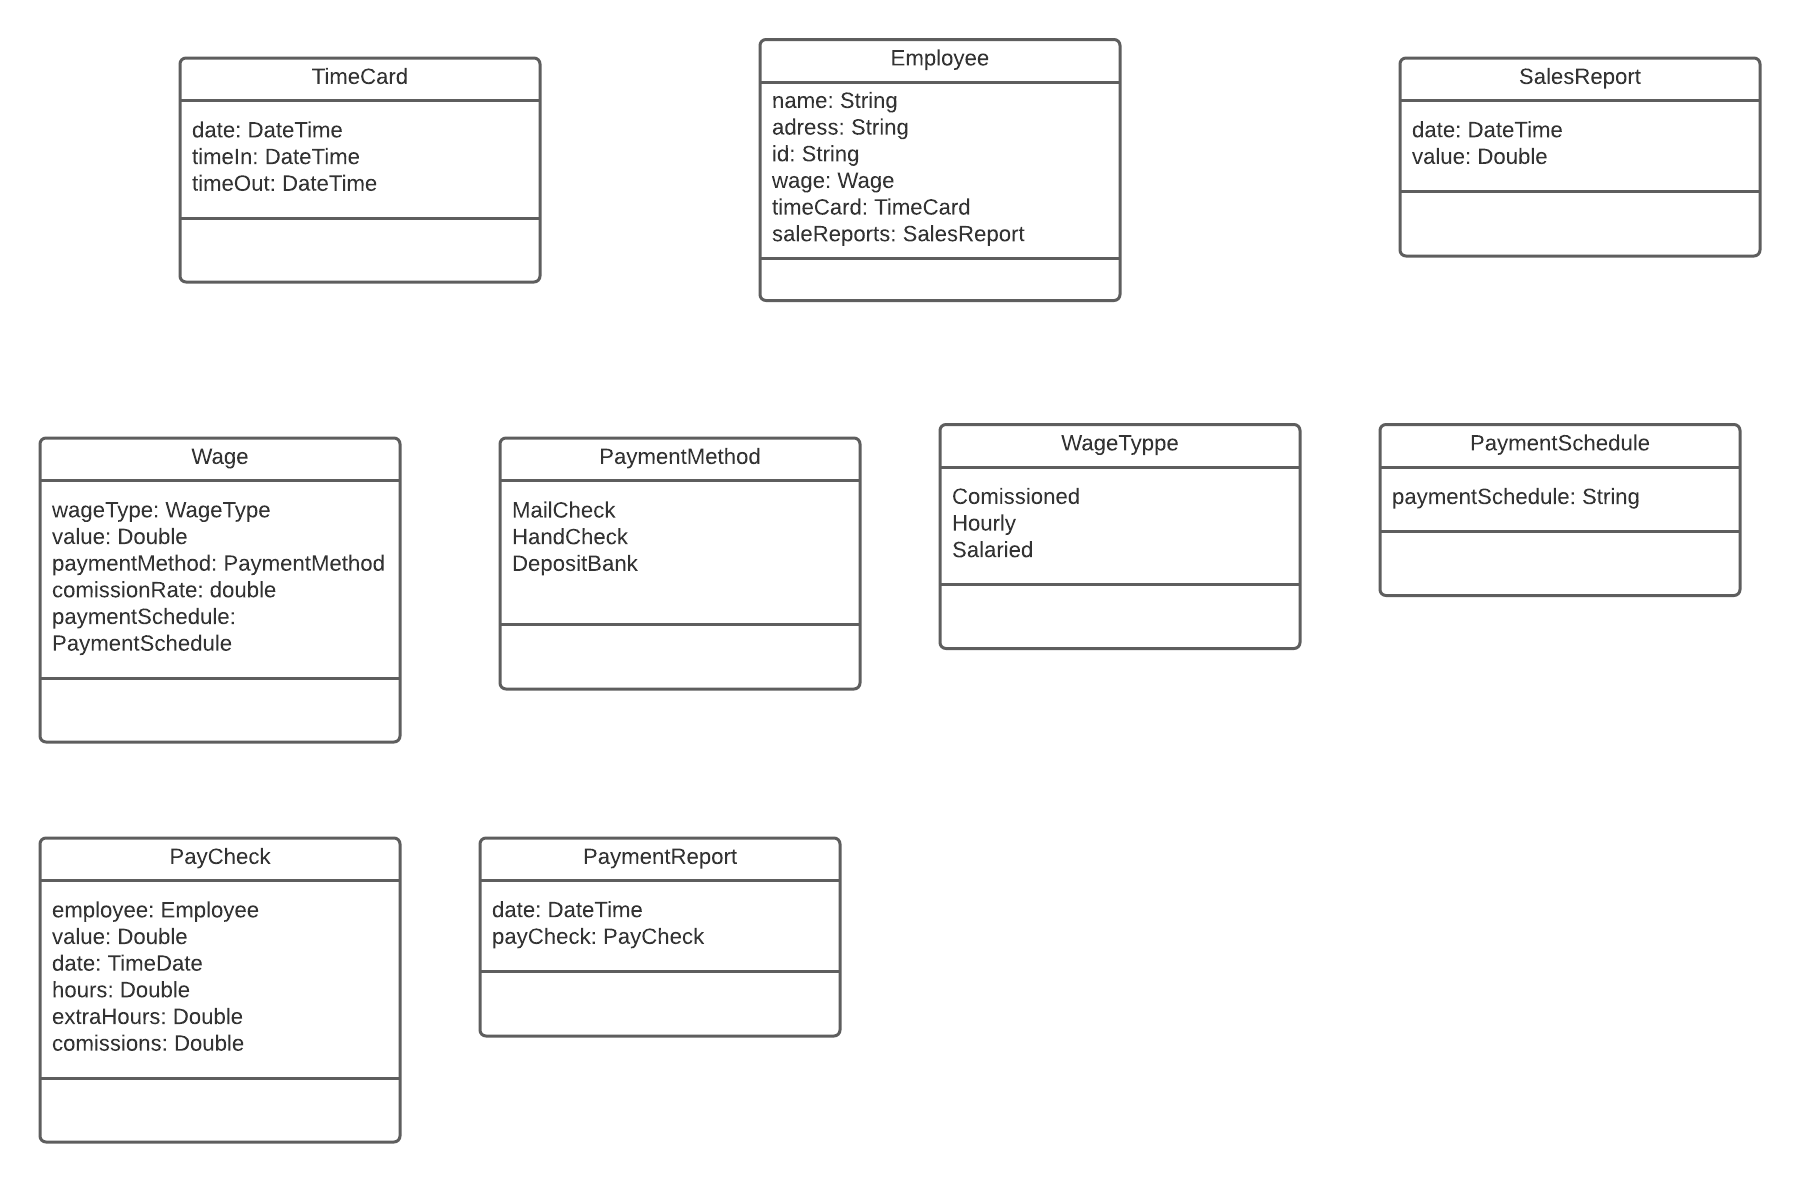 TimeCard
date: DateTime
timeIn: DateTime
timeOut: DateTime
Employee
name: String
adress: String
id: String
wage: Wage
timeCard: TimeCard
saleReports: SalesReport
SalesReport
date: DateTime
value: Double
Wage
wageType: WageType
value: Double
paymentMethod: PaymentMethod
comissionRate: double
paymentSchedule:
PaymentSchedule
PaymentMethod
MailCheck
HandCheck
DepositBank
WageTyppe
Comissioned
Hourly
Salaried
PaymentSchedule
paymentSchedule: String
PayCheck
employee: Employee
value: Double
date: TimeDate
hours: Double
extraHours: Double
comissions: Double
PaymentReport
date: DateTime
payCheck: PayCheck